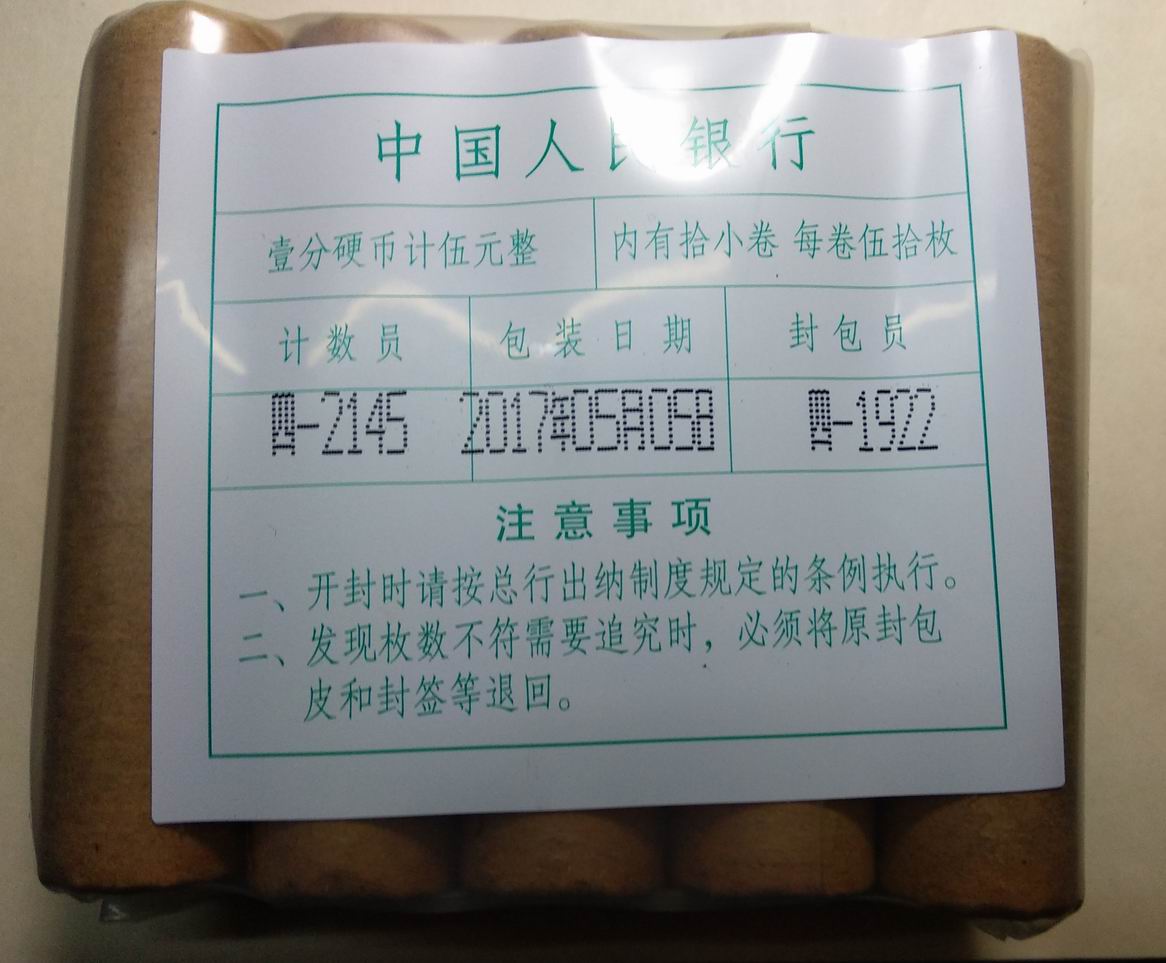 中国人民银行
壹分硬币计伍元整 内有拾小卷 每卷伍拾枚
计数员 包装日期 封包员
-2145 2017年05A058 -1922
注意事项
一、开封时请按总行出纳制度规定的条例执行。
二、发现枚数不符需要追究时，必须将原封包
皮和封签等退回。